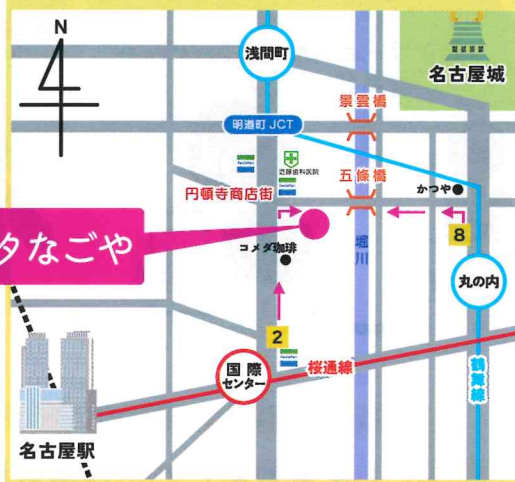 N
浅間町
名古屋城
景雲橋
明道町 JCT
近藤歯科医院
五條橋
かつや
円頓寺商店街
タなごや
8
コメダ珈琲
堀川
丸の内
2
国際
センター
桜通線
鶴舞線
名古屋駅